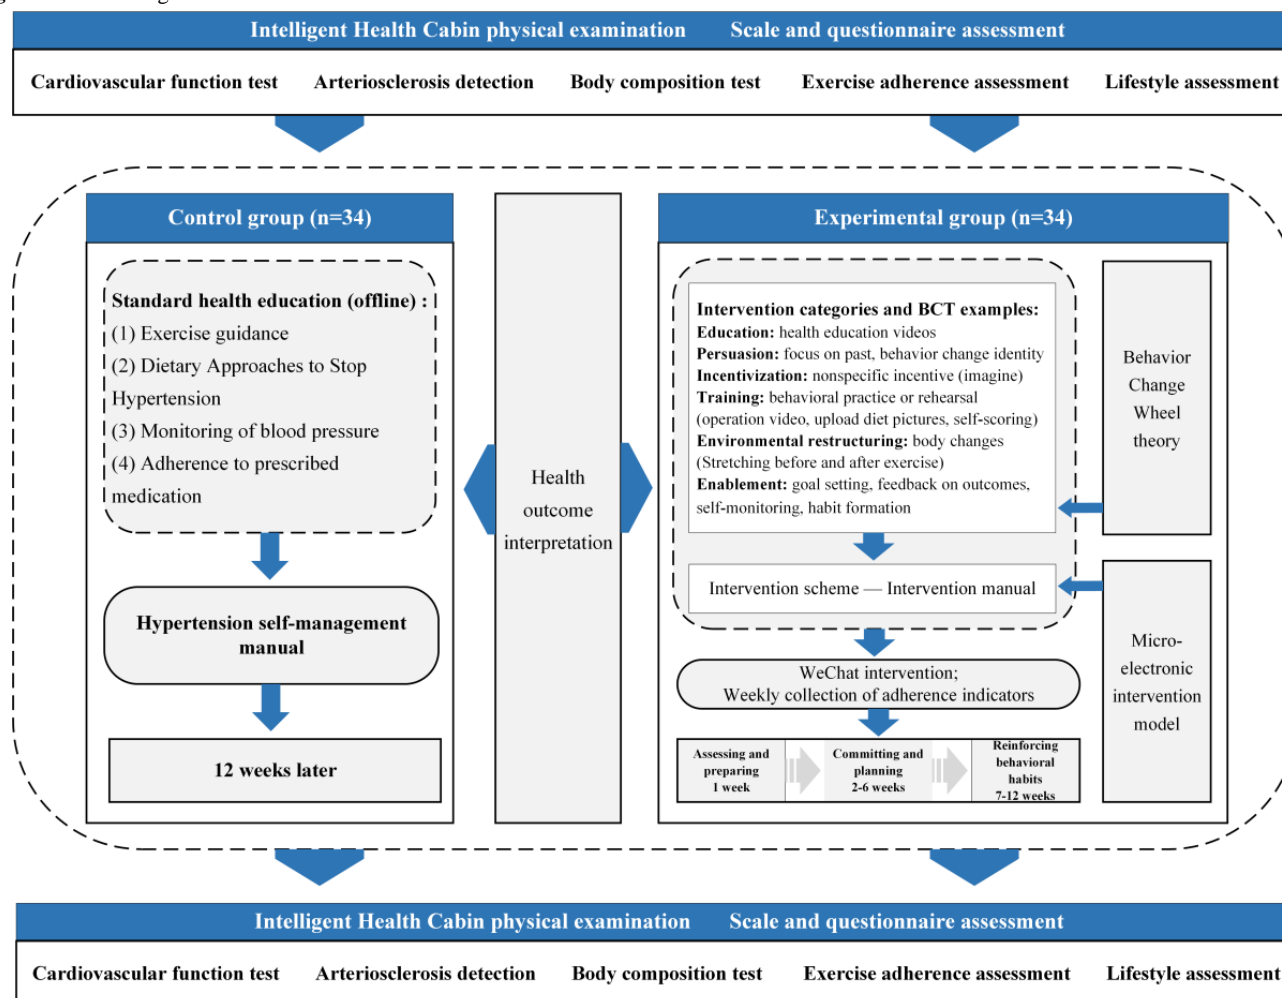 Intelligent Health Cabin physical examination Scale and questionnaire assessment
Cardiovascular function test Arteriosclerosis detection Body composition test Exercise adherence assessment Lifestyle assessment
Control group (n=34)
Standard health education (offline) :
(1) Exercise guidance
(2) Dietary Approaches to Stop
Hypertension
(3) Monitoring of blood pressure
(4) Adherence to prescribed
medication
Hypertension self-management
manual
12 weeks later
Health
outcome
interpretation
Experimental group (n=34)
Intervention categories and BCT examples:
Education: health education videos
Persuasion: focus on past, behavior change identity
Incentivization: nonspecific incentive (imagine)
Training: behavioral practice or rehearsal
(operation video, upload diet pictures, self-scoring)
Environmental restructuring: body changes
(Stretching before and after exercise)
Enablement: goal setting, feedback on outcomes,
self-monitoring, habit formation
Intervention scheme — Intervention manual
WeChat intervention;
Weekly collection of adherence indicators
Assessing and
preparing
1 week
Committing and
planning
2-6 weeks
Reinforcing
behavioral
habits
7-12 weeks
Behavior
Change
Wheel
theory
Micro-
electronic
intervention
model
Intelligent Health Cabin physical examination Scale and questionnaire assessment
Cardiovascular function test Arteriosclerosis detection Body composition test Exercise adherence assessment Lifestyle assessment